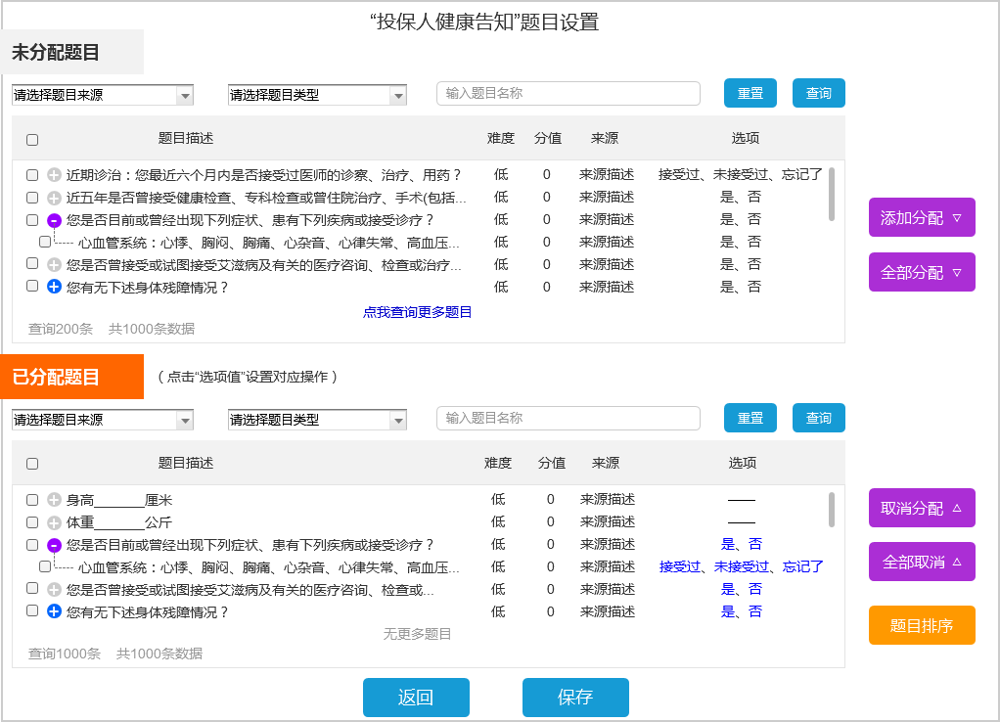 “投保人健康告知”题目设置
未分配题目
请选择题目来源 请选择题目类型 输入题目名称 重置 查询
题目描述 难度 分值 来源 选项
近期诊治：您最近六个月内是否接受过医师的诊察、治疗、用药？ 低 0 来源描述 接受过、未接受过、忘记了
近五年是否曾接受健康检查、专科检查或曾住院治疗、手术(包括... 低 0 来源描述 是、否
您是否目前或曾经出现下列症状、患有下列疾病或接受诊疗？ 低 0 来源描述 是、否
心血管系统：心悸、胸闷、胸痛、心杂音、心律失常、高血压... 低 0 来源描述 是、否
您是否曾接受或试图接受艾滋病及有关的医疗咨询、检查或治疗... 低 0 来源描述 是、否
您有无下述身体残障情况？ 低 0 来源描述 是、否
点我查询更多题目
查询200条 共1000条数据
添加分配 ▽
全部分配 ▽
已分配题目 （点击“选项值”设置对应操作）
请选择题目来源 请选择题目类型 输入题目名称 重置 查询
题目描述 难度 分值 来源 选项
身高_______厘米 低 0 来源描述 ——
体重_______公斤 低 0 来源描述 ——
您是否目前或曾经出现下列症状、患有下列疾病或接受诊疗？ 低 0 来源描述 是、否
心血管系统：心悸、胸闷、胸痛、心杂音、心律失常、高血压... 低 0 来源描述 接受过、未接受过、忘记了
您是否曾接受或试图接受艾滋病及有关的医疗咨询、检查或... 低 0 来源描述 是、否
您有无下述身体残障情况？ 低 0 来源描述 是、否
无更多题目
查询1000条 共1000条数据
取消分配 △
全部取消 △
题目排序
返回 保存